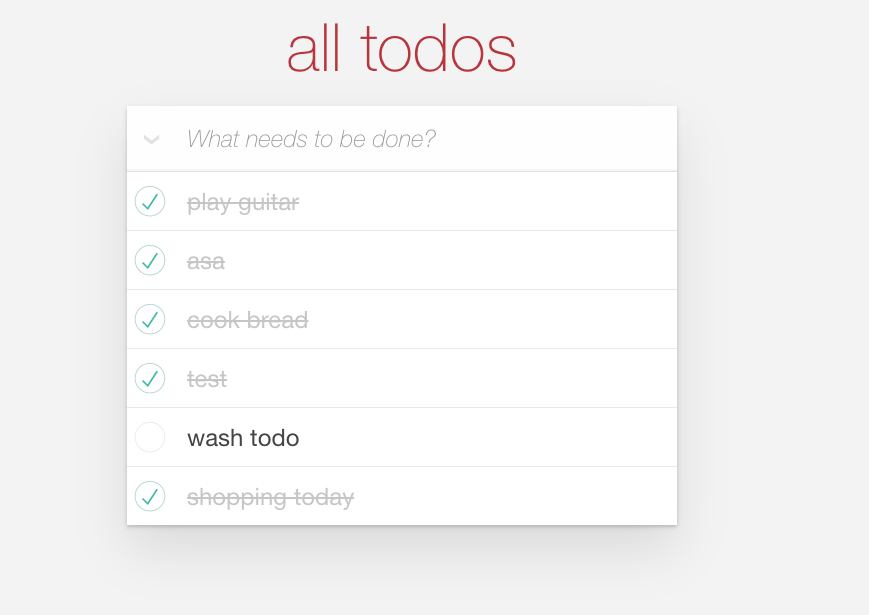 all todos
What needs to be done?
play guitar
asa
cook bread
test
wash todo
shopping today